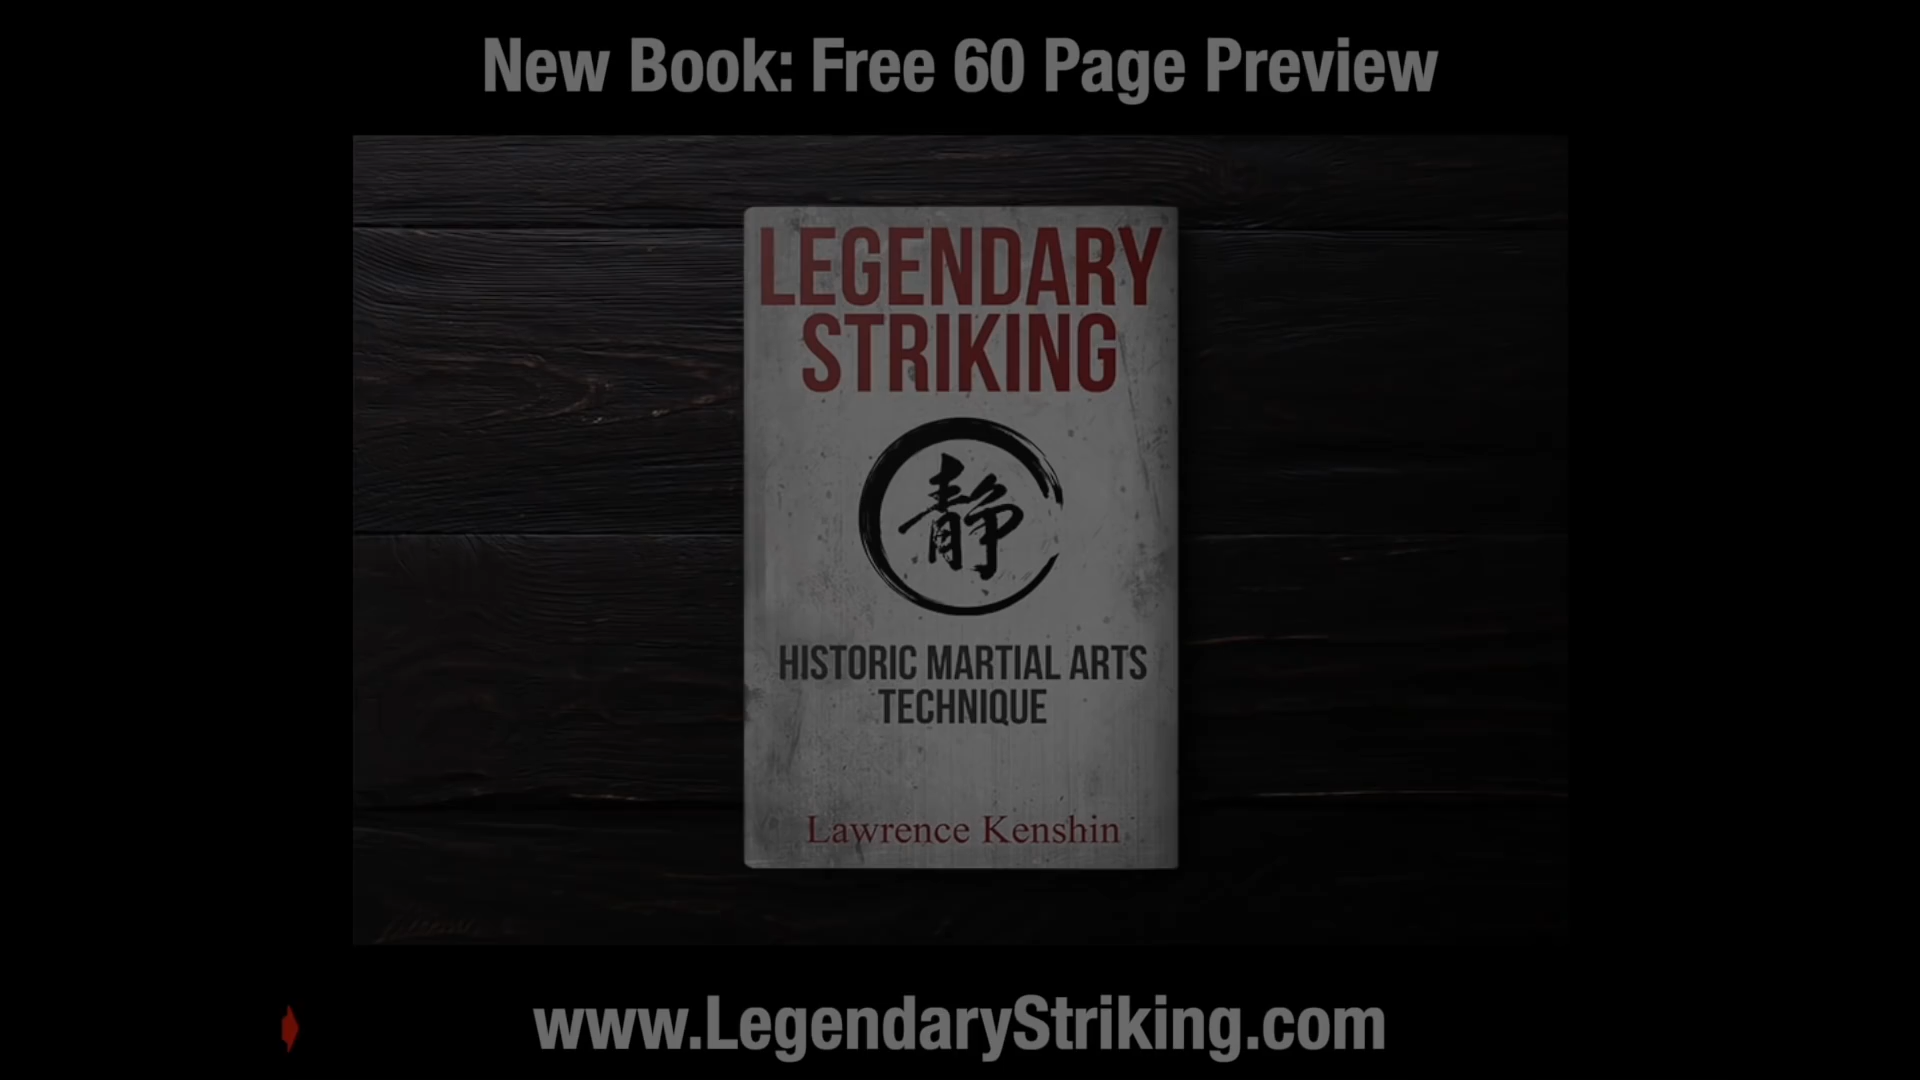 New Book: Free 60 Page Preview
LEGENDARY
STRIKING
静
HISTORIC MARTIAL ARTS
TECHNIQUE
Lawrence Kenshin
www.LegendaryStriking.com